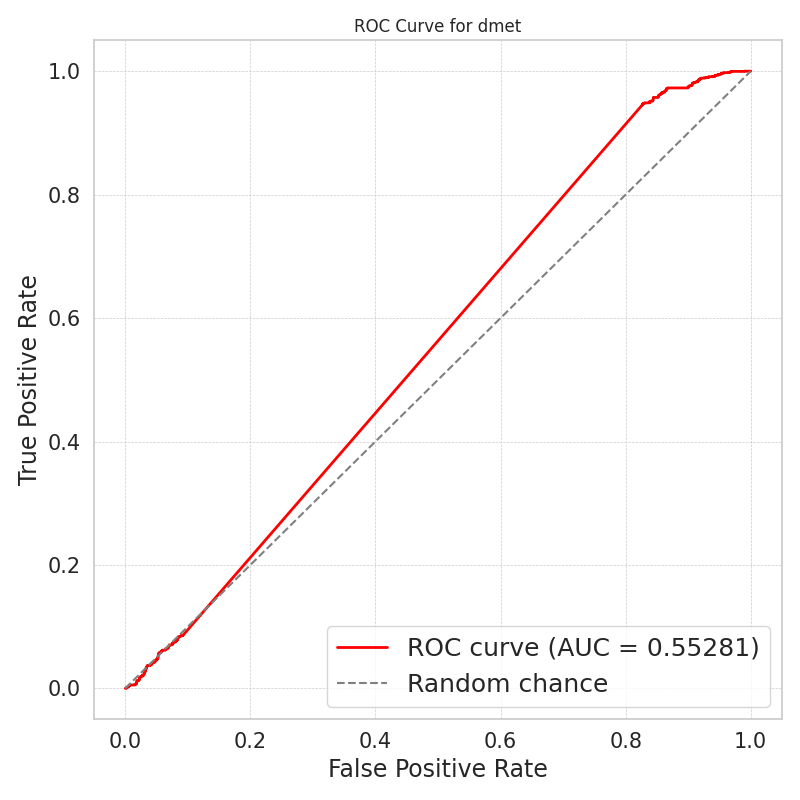 ROC Curve for dmet
True Positive Rate
1.0
0.8
0.6
0.4
0.2
0.0
ROC curve (AUC = 0.55281)
Random chance
0.0 0.2 0.4 0.6 0.8 1.0
False Positive Rate